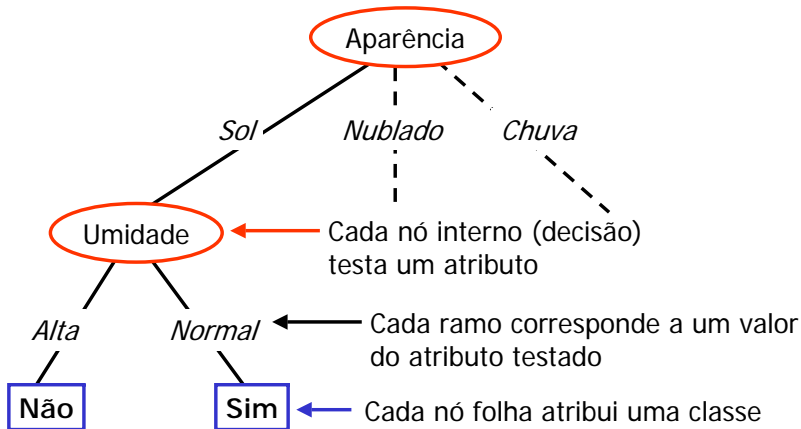 Aparência
Sol
Nublado
Chuva
Umidade
Cada nó interno (decisão)
testa um atributo
Alta
Normal
Cada ramo corresponde a um valor
do atributo testado
Não
Sim
Cada nó folha atribui uma classe